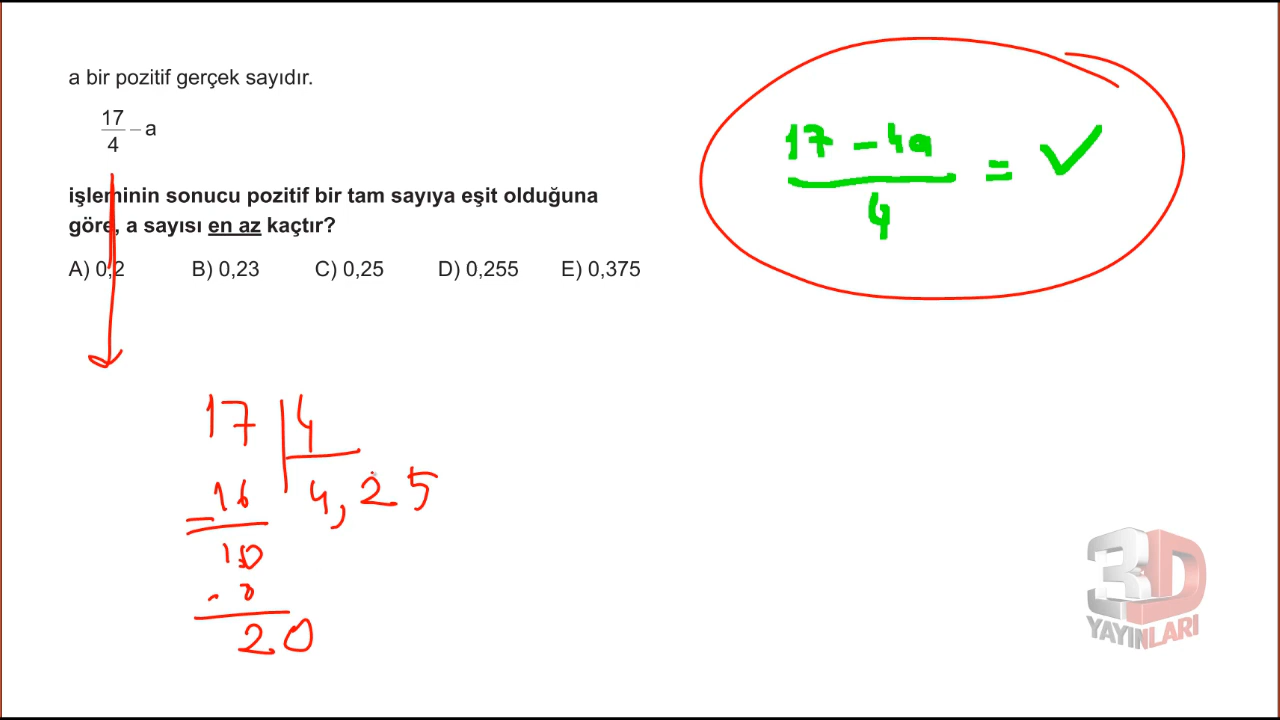 a bir pozitif gerçek sayıdır.
17
4
– a
işleminin sonucu pozitif bir tam sayıya eşit olduğuna
göre, a sayısı en az kaçtır?
A) 0,2 B) 0,23 C) 0,25 D) 0,255 E) 0,375
17 – 4a
4
= ✓
17 4
–16 4,25
10
- 8
20
3D
YAYINLARI